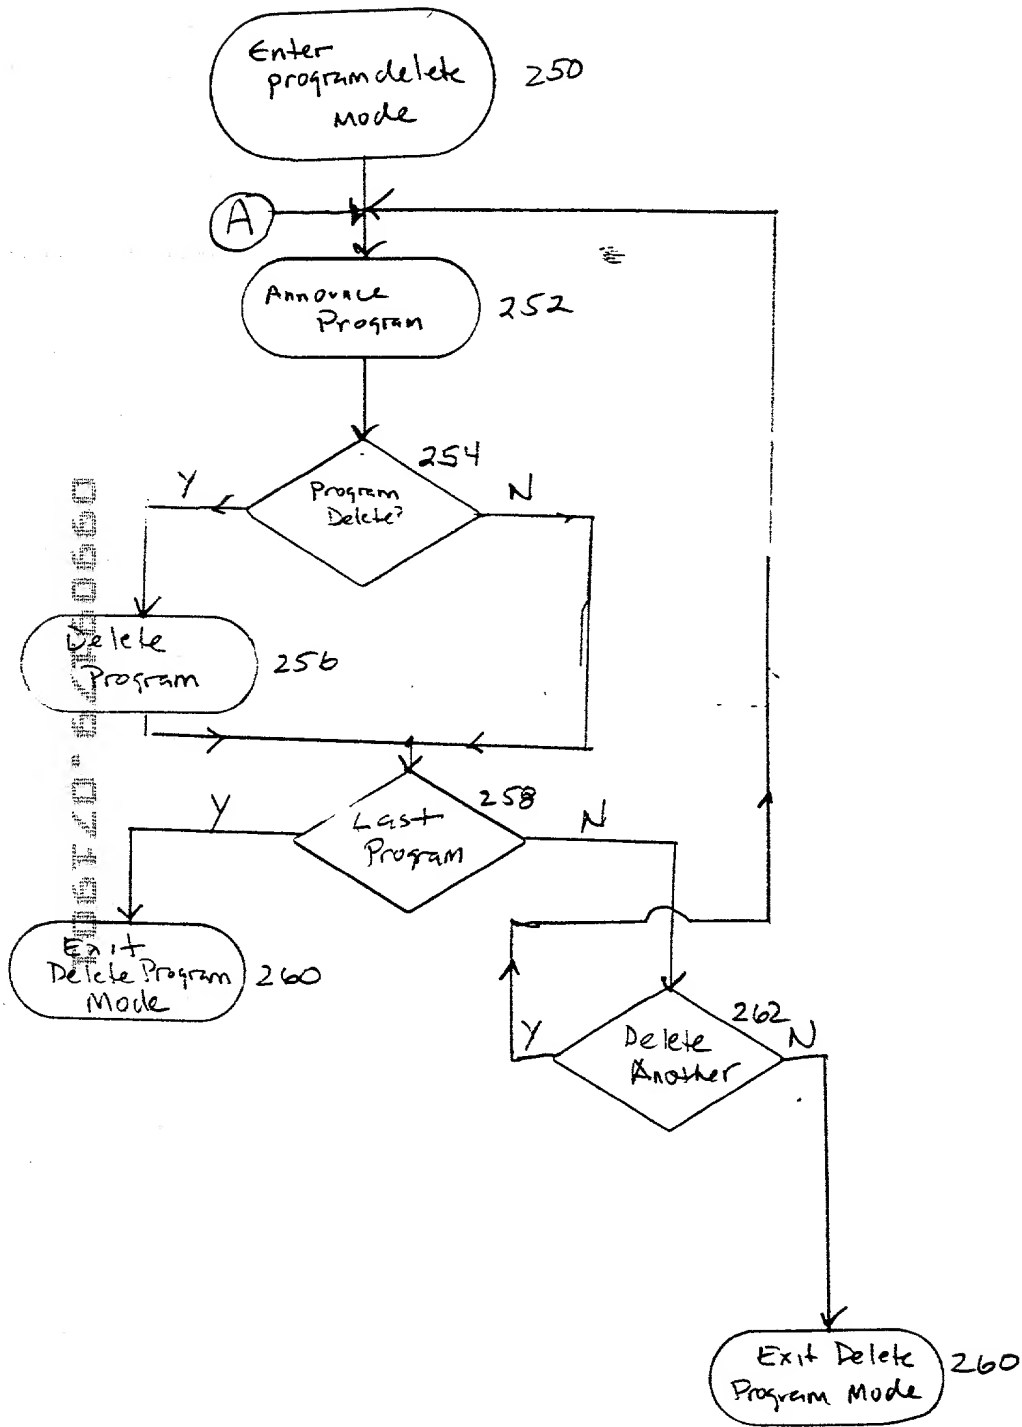 Enter
program delete
Mode
250
A
Announce
Program
252
254
Y
N
Program
Delete?
Delete
Program
256
258
Y
N
Last
Program
Exit
Delete Program
Mode
260
262
Y
N
Delete
Another
Exit Delete
Program Mode
260